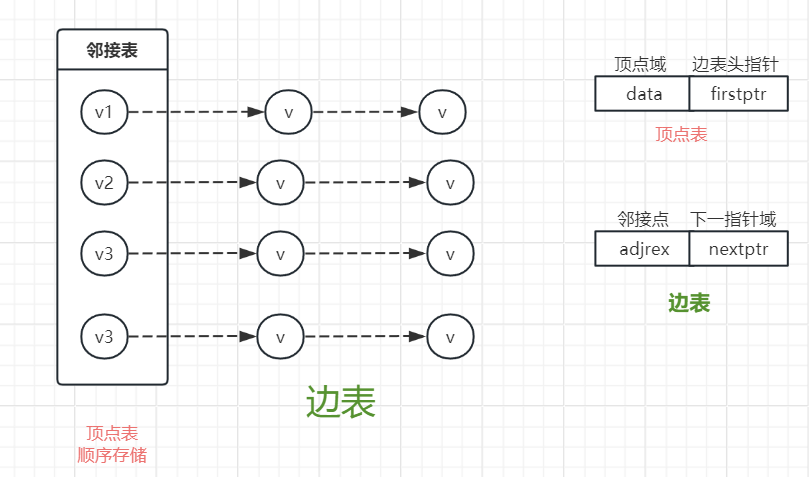 邻接表
v1
v
v
v2
v
v
v3
v
v
v3
v
v
边表
顶点表
顺序存储
顶点域 边表头指针
data firstptr
顶点表
邻接点 下一指针域
adjrex nextptr
边表